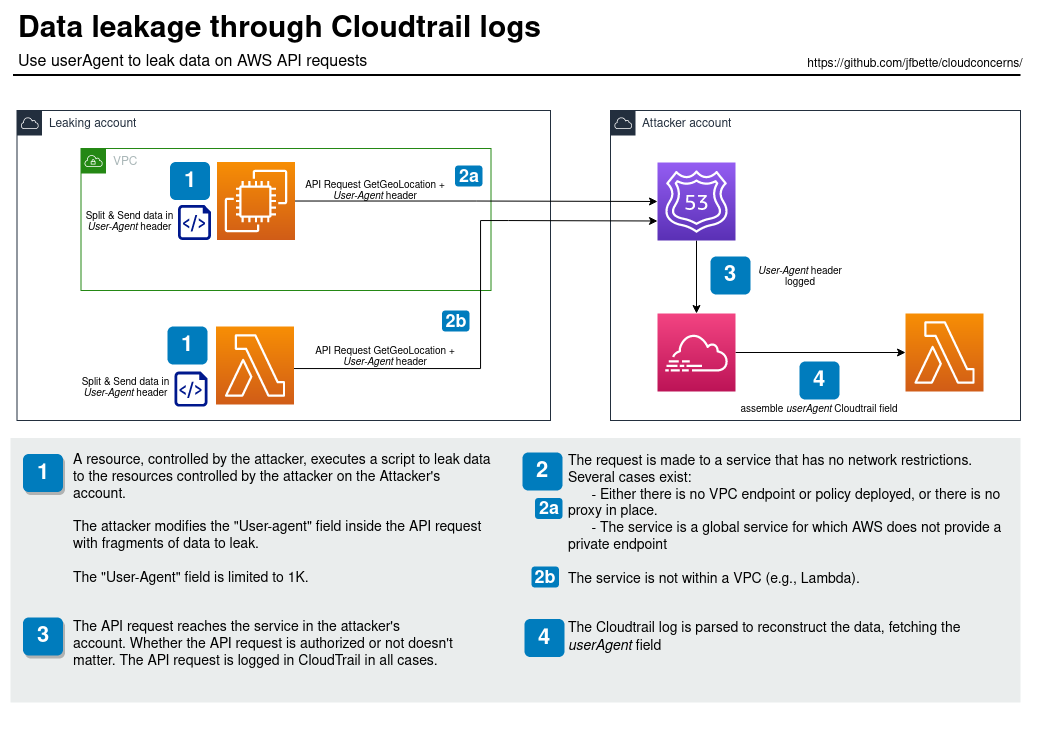 Data leakage through Cloudtrail logs
Use userAgent to leak data on AWS API requests
https://github.com/jfbette/cloudconcerns/
Leaking account
VPC
1
Split & Send data in
User-Agent header
</>
API Request GetGeoLocation +
User-Agent header
2a
1
Split & Send data in
User-Agent header
</>
API Request GetGeoLocation +
User-Agent header
2b
Attacker account
53
3
User-Agent header
logged
4
assemble userAgent Cloudtrail field
1
A resource, controlled by the attacker, executes a script to leak data
to the resources controlled by the attacker on the Attacker's
account.
The attacker modifies the "User-agent" field inside the API request
with fragments of data to leak.
The "User-Agent" field is limited to 1K.
2
The request is made to a service that has no network restrictions.
Several cases exist:
2a
- Either there is no VPC endpoint or policy deployed, or there is no
proxy in place.
- The service is a global service for which AWS does not provide a
private endpoint
2b
The service is not within a VPC (e.g., Lambda).
3
The API request reaches the service in the attacker's
account. Whether the API request is authorized or not doesn't
matter. The API request is logged in CloudTrail in all cases.
4
The Cloudtrail log is parsed to reconstruct the data, fetching the
userAgent field